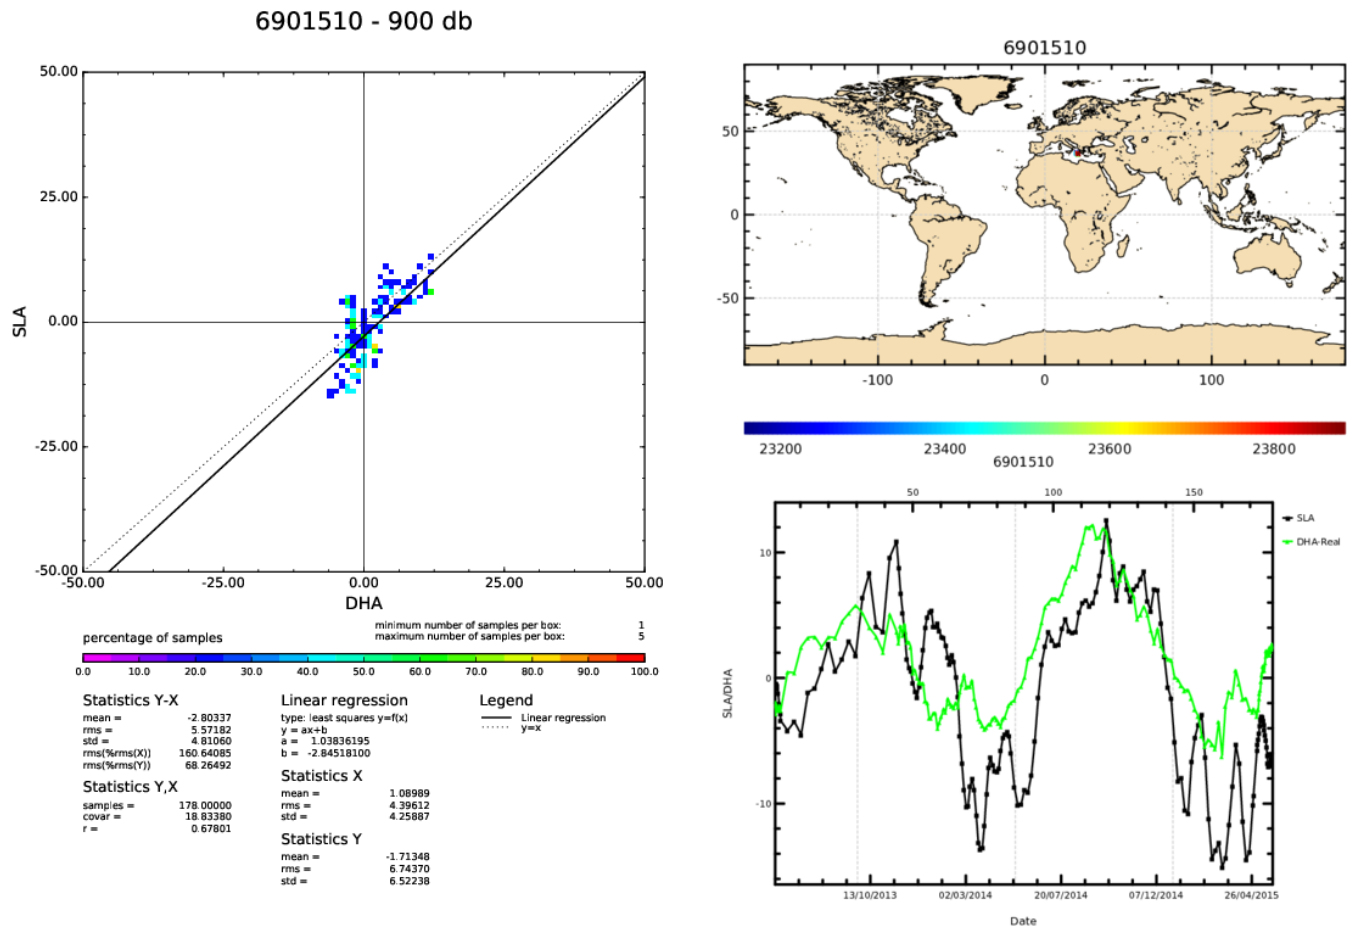 6901510 - 900 db
50.00
25.00
0.00
-25.00
-50.00
SLA
-50.00 -25.00 0.00 25.00 50.00
DHA
minimum number of samples per box: 1
maximum number of samples per box: 5
percentage of samples
0.0 10.0 20.0 30.0 40.0 50.0 60.0 70.0 80.0 90.0 100.0
Statistics Y-X
mean = -2.80337
rms = 5.57182
std = 4.81060
rms(%rms(X)) 160.64085
rms(%rms(Y)) 68.26492
Statistics Y,X
samples = 178.00000
covar = 18.83380
r = 0.67801
Linear regression
type: least squares y=f(x)
y = ax+b
a = 1.03836195
b = -2.84518100
Statistics X
mean = 1.08989
rms = 4.39612
std = 4.25887
Statistics Y
mean = -1.71348
rms = 6.74370
std = 6.52238
Legend
Linear regression
y=x
6901510
50
0
-50
-100 0 100
23200 23400 23600 23800
6901510
50 100 150
10
0
-10
SLA/DHA
SLA
DHA-Real
13/10/2013 02/03/2014 20/07/2014 07/12/2014 26/04/2015
Date